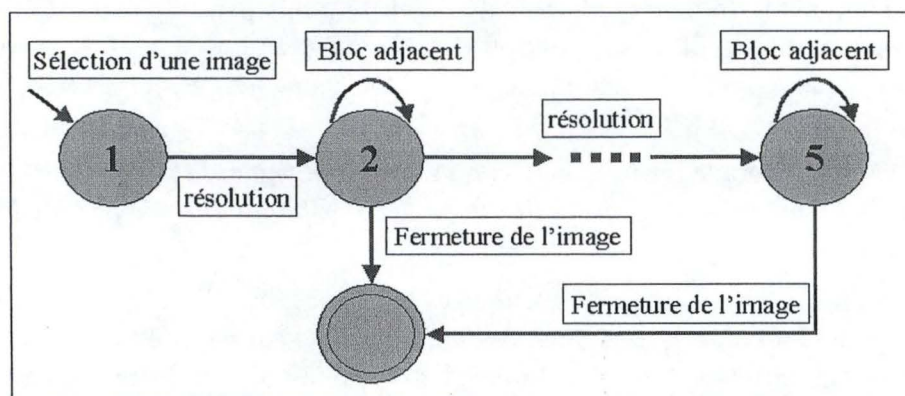 Sélection d'une image
Bloc adjacent
Bloc adjacent
résolution
1
2
5
résolution
Fermeture de l'image
Fermeture de l'image